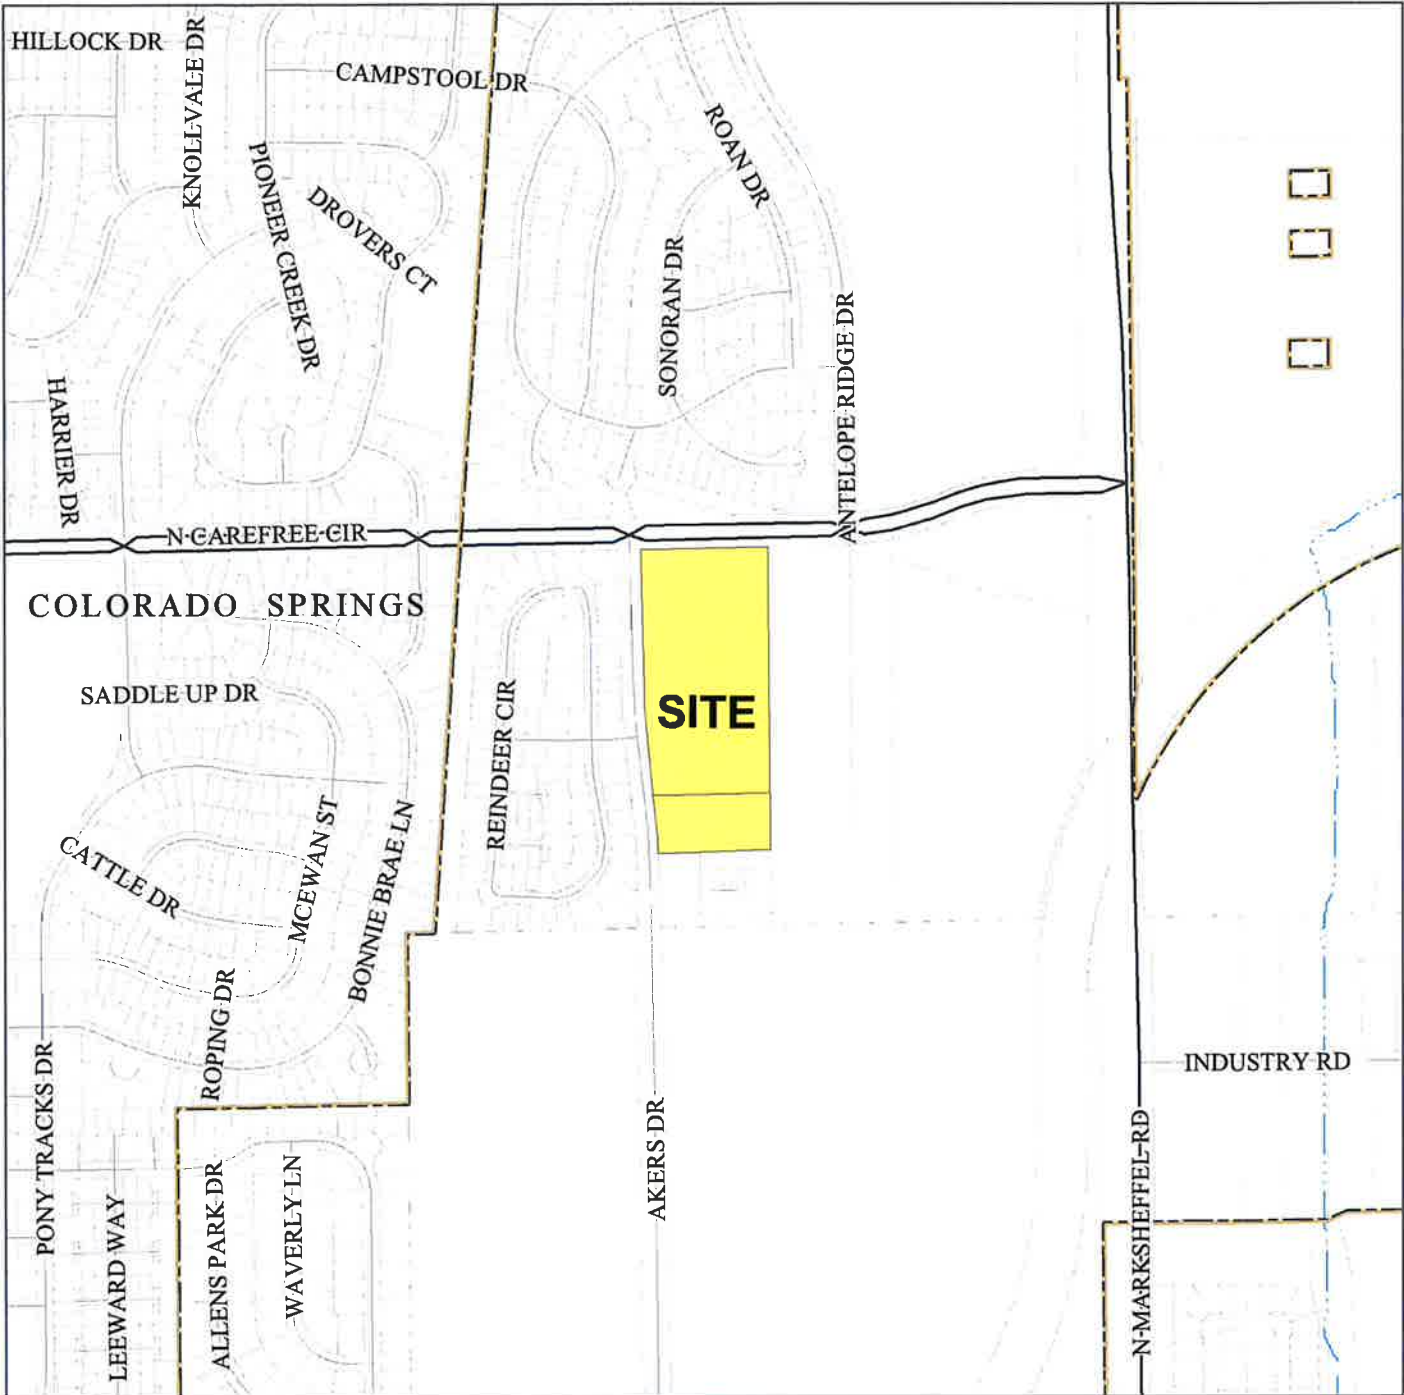 HILLOCK DR
KNOLLVALE DR
CAMPSTOOL DR
ROAN DR
PIONEER CREEK DR
DROVERS CT
SONORAN DR
ANTELOPE RIDGE DR
HARRIER DR
N CAREFREE CIR
COLORADO SPRINGS
SADDLE UP DR
REINDEER CIR
SITE
CATTLE DR
MCEWAN ST
BONNIE BRAE LN
ROPING DR
PONY TRACKS DR
INDUSTRY RD
AKERS DR
LEEWARD WAY
ALLENS PARK DR
WAVERLY LN
N MARKSHEFFEL RD